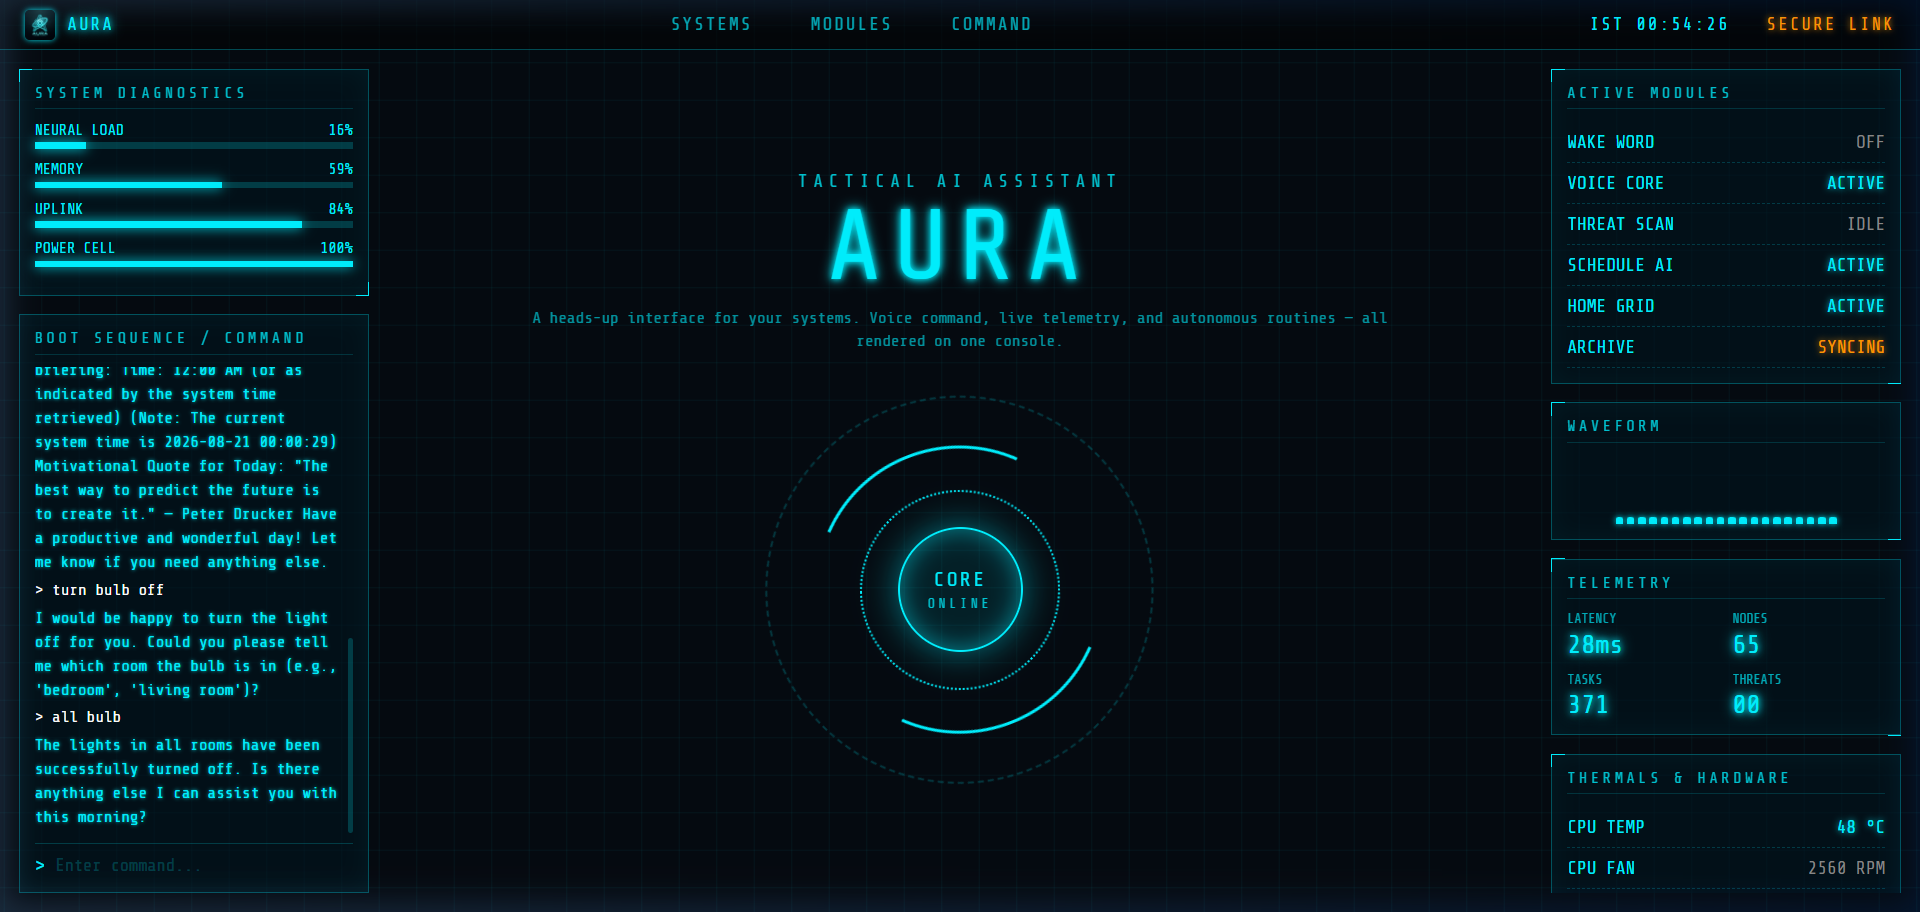 AURA
SYSTEMS
MODULES
COMMAND
IST 00:54:26
SECURE LINK
SYSTEM DIAGNOSTICS
NEURAL LOAD 16%
MEMORY 59%
UPLINK 84%
POWER CELL 100%
BOOT SEQUENCE / COMMAND
briefing: Time: 12:00 AM (or as
indicated by the system time
retrieved) (Note: The current
system time is 2026-08-21 00:00:29)
Motivational Quote for Today: "The
best way to predict the future is
to create it." — Peter Drucker Have
a productive and wonderful day! Let
me know if you need anything else.
> turn bulb off
I would be happy to turn the light
off for you. Could you please tell
me which room the bulb is in (e.g.,
'bedroom', 'living room')?
> all bulb
The lights in all rooms have been
successfully turned off. Is there
anything else I can assist you with
this morning?
> Enter command...
TACTICAL AI ASSISTANT
AURA
A heads-up interface for your systems. Voice command, live telemetry, and autonomous routines — all
rendered on one console.
CORE
ONLINE
ACTIVE MODULES
WAKE WORD OFF
VOICE CORE ACTIVE
THREAT SCAN IDLE
SCHEDULE AI ACTIVE
HOME GRID ACTIVE
ARCHIVE SYNCING
WAVEFORM
TELEMETRY
LATENCY NODES
28ms 65
TASKS THREATS
371 00
THERMALS & HARDWARE
CPU TEMP 48 °C
CPU FAN 2560 RPM